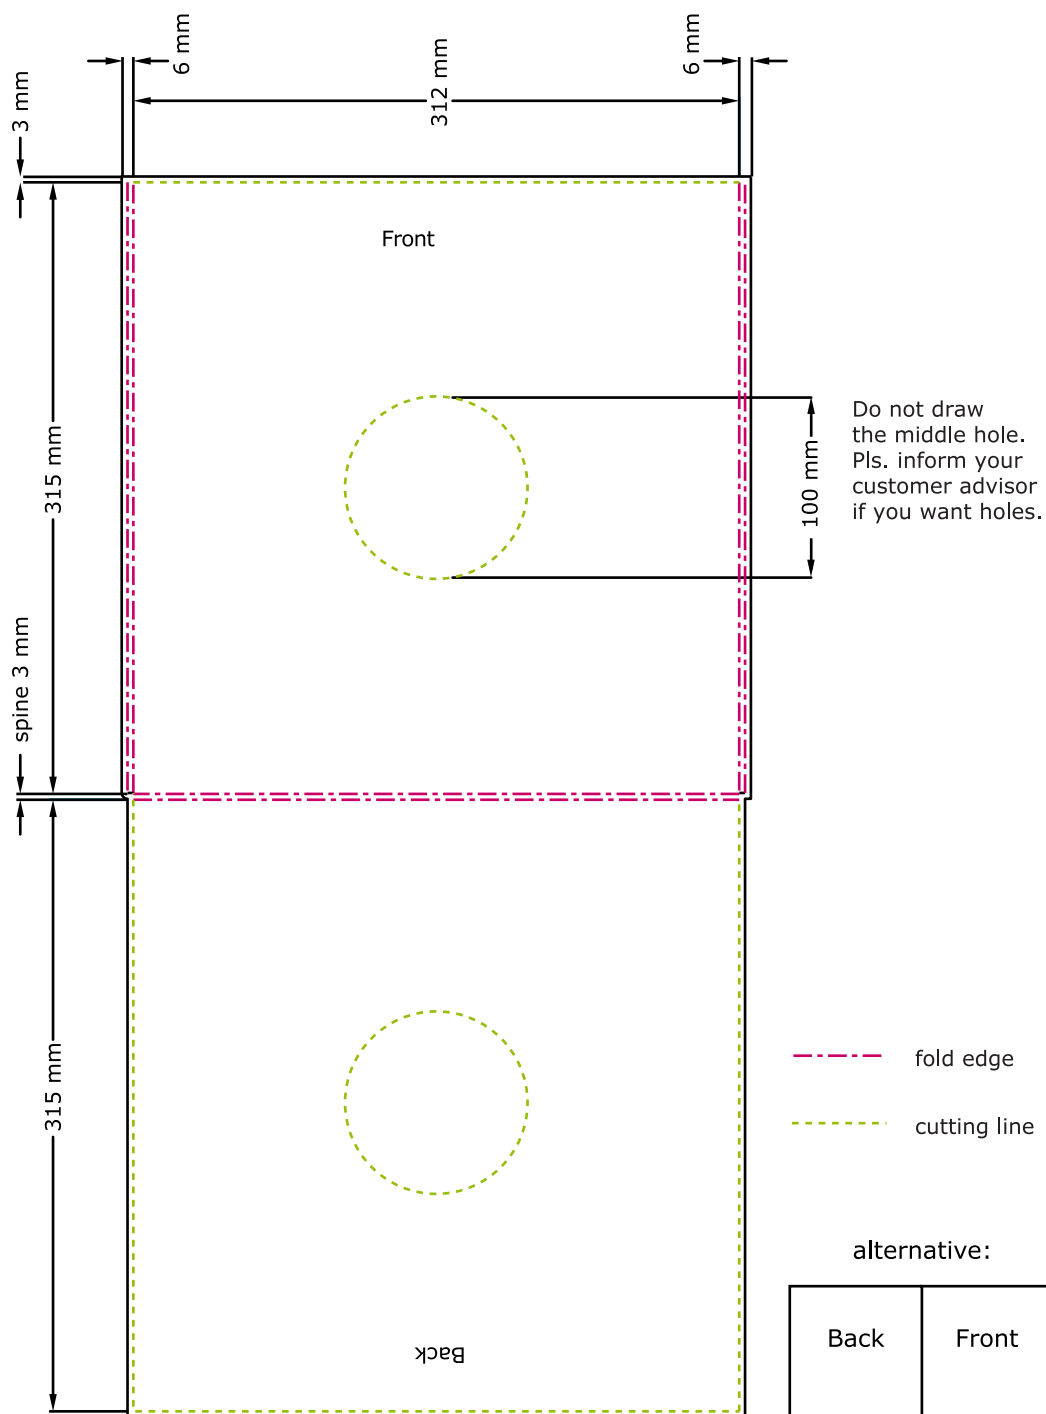 6 mm
6 mm
312 mm
3 mm
Front
315 mm
100 mm
Do not draw
the middle hole.
Pls. inform your
customer advisor
if you want holes.
spine 3 mm
315 mm
fold edge
cutting line
alternative:
Back
Front
Back